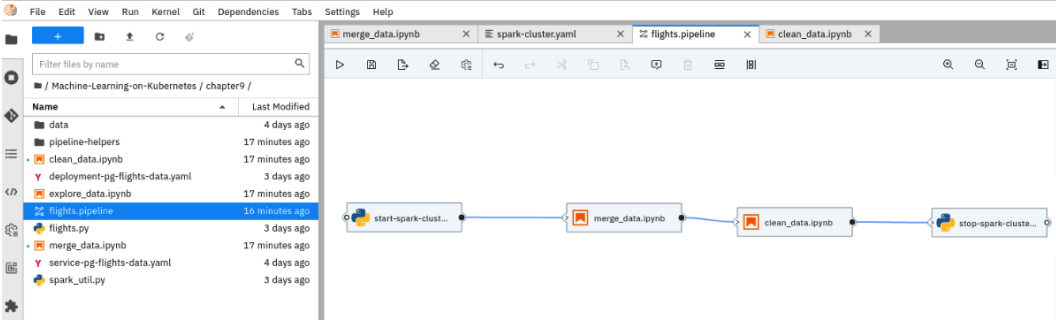 File Edit View Run Kernel Git Dependencies Tabs Settings Help
merge_data.ipynb spark-cluster.yaml flights.pipeline clean_data.ipynb
Filter files by name
/ Machine-Learning-on-Kubernetes / chapter9 /
Name Last Modified
data 4 days ago
pipeline-helpers 17 minutes ago
clean_data.ipynb 17 minutes ago
deployment-pg-flights-data.yaml 3 days ago
explore_data.ipynb 17 minutes ago
flights.pipeline 16 minutes ago
flights.py 3 days ago
merge_data.ipynb 17 minutes ago
service-pg-flights-data.yaml 4 days ago
spark_util.py 3 days ago
start-spark-clust... merge_data.ipynb clean_data.ipynb stop-spark-cluste...